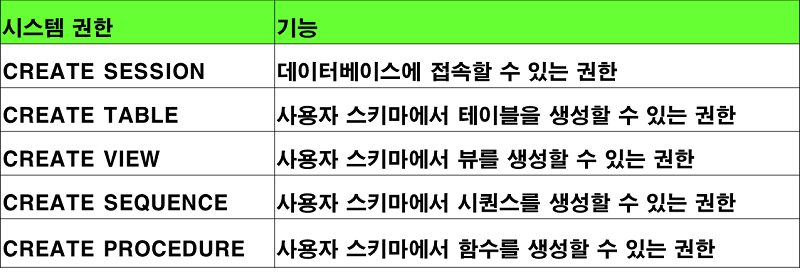 시스템 권한 기능
CREATE SESSION 데이터베이스에 접속할 수 있는 권한
CREATE TABLE 사용자 스키마에서 테이블을 생성할 수 있는 권한
CREATE VIEW 사용자 스키마에서 뷰를 생성할 수 있는 권한
CREATE SEQUENCE 사용자 스키마에서 시퀀스를 생성할 수 있는 권한
CREATE PROCEDURE 사용자 스키마에서 함수를 생성할 수 있는 권한